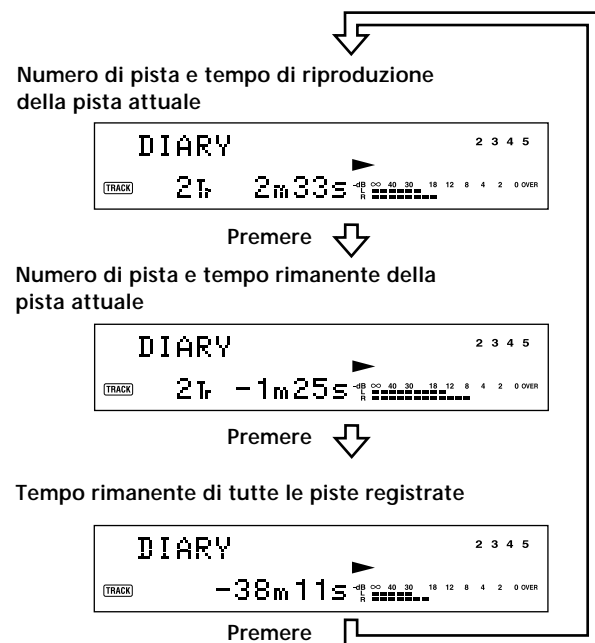 Numero di pista e tempo di riproduzione
della pista attuale
DIARY 2 3 4 5
TRACK 2Tr 2m33s -dB ∞ 40 30 18 12 8 4 2 0 OVER
L
R
Premere
Numero di pista e tempo rimanente della
pista attuale
DIARY 2 3 4 5
TRACK 2Tr -1m25s -dB ∞ 40 30 18 12 8 4 2 0 OVER
L
R
Premere
Tempo rimanente di tutte le piste registrate
DIARY 2 3 4 5
TRACK -38m11s -dB ∞ 40 30 18 12 8 4 2 0 OVER
L
R
Premere